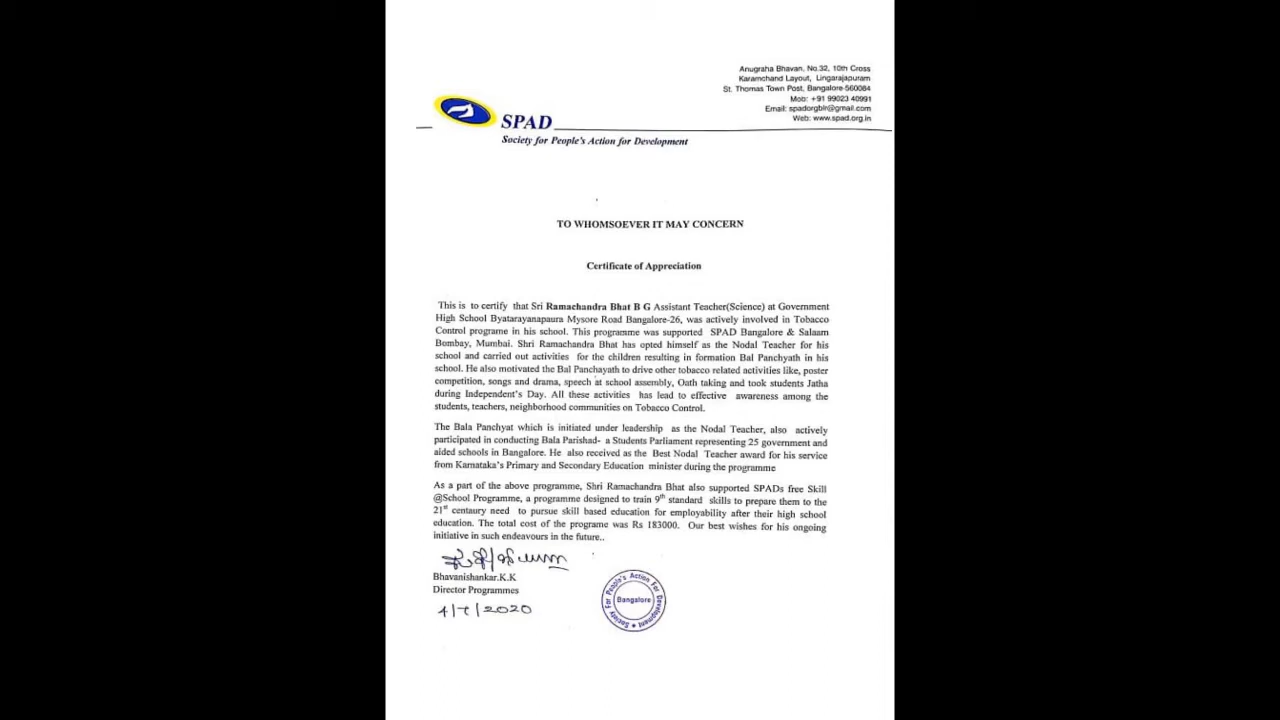 Anugraha Bhavan, No.32, 10th Cross
Karamchand Layout, Lingarajapuram
St. Thomas Town Post, Bangalore-560084
Mob: +91 99023 40991
Email: spadorgblr@gmail.com
Web: www.spad.org.in
SPAD
Society for People's Action for Development
TO WHOMSOEVER IT MAY CONCERN
Certificate of Appreciation
This is to certify that Sri Ramachandra Bhat B G Assistant Teacher(Science) at Government
High School Byatarayanapaura Mysore Road Bangalore-26, was actively involved in Tobacco
Control programe in his school. This programme was supported SPAD Bangalore & Salaam
Bombay, Mumbai. Shri Ramachandra Bhat has opted himself as the Nodal Teacher for his
school and carried out activities for the children resulting in formation Bal Panchyath in his
school. He also motivated the Bal Panchayath to drive other tobacco related activities like, poster
competition, songs and drama, speech at school assembly, Oath taking and took students Jatha
during Independent's Day. All these activities has lead to effective awareness among the
students, teachers, neighborhood communities on Tobacco Control.
The Bala Panchyat which is initiated under leadership as the Nodal Teacher, also actively
participated in conducting Bala Parishad- a Students Parliament representing 25 government and
aided schools in Bangalore. He also received as the Best Nodal Teacher award for his service
from Karnataka's Primary and Secondary Education minister during the programme
As a part of the above programme, Shri Ramachandra Bhat also supported SPADs free Skill
@School Programme, a programme designed to train 9th standard skills to prepare them to the
21st centaury need to pursue skill based education for employability after their high school
education. The total cost of the programe was Rs 183000. Our best wishes for his ongoing
initiative in such endeavours in the future..
Bhavanishankar.K.K
Director Programmes
4/7/2020
Society For People's Action For Development
Bangalore